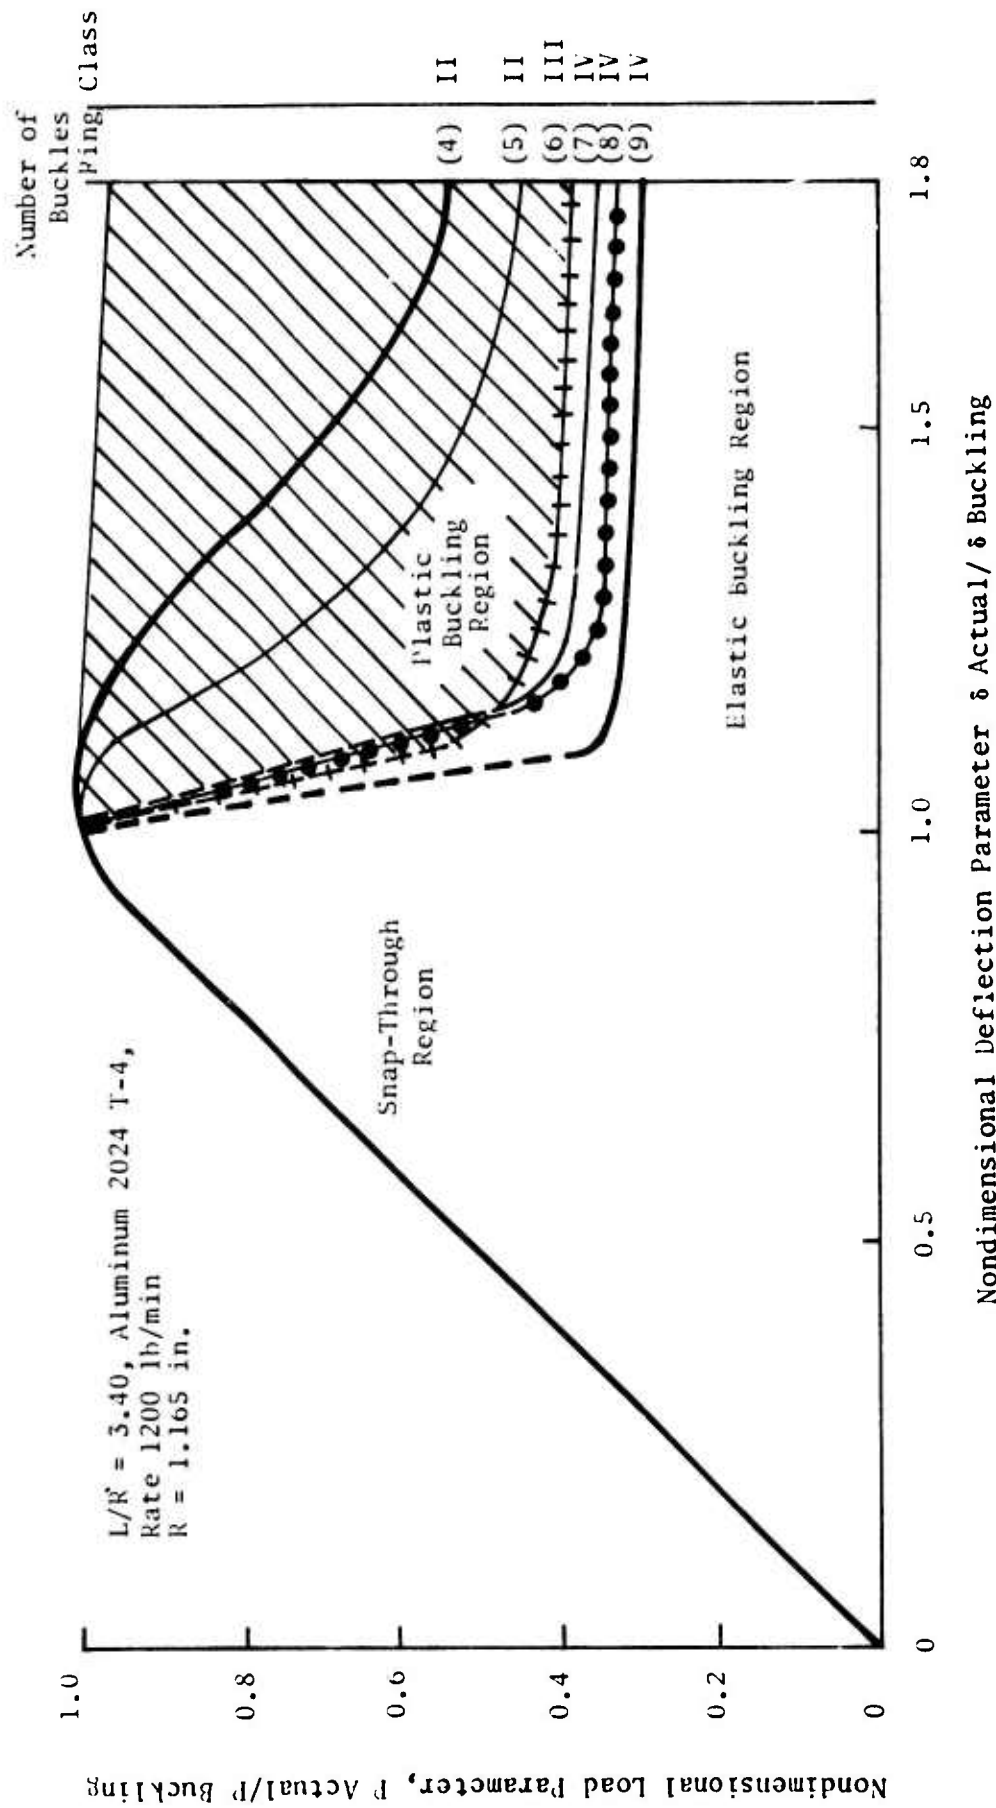 Number of
Buckles
Ring
Class
L/R = 3.40, Aluminum 2024 T-4,
Rate 1200 lb/min
R = 1.165 in.
Snap-Through
Region
Plastic
Buckling
Region
Elastic buckling Region
(4) II
(5) II
(6) III
(7) IV
(8) IV
(9) IV
1.0
0.8
0.6
0.4
0.2
0
0
0.5
1.0
1.5
1.8
Nondimensional Load Parameter, P Actual/P Buckling
Nondimensional Deflection Parameter δ Actual/ δ Buckling